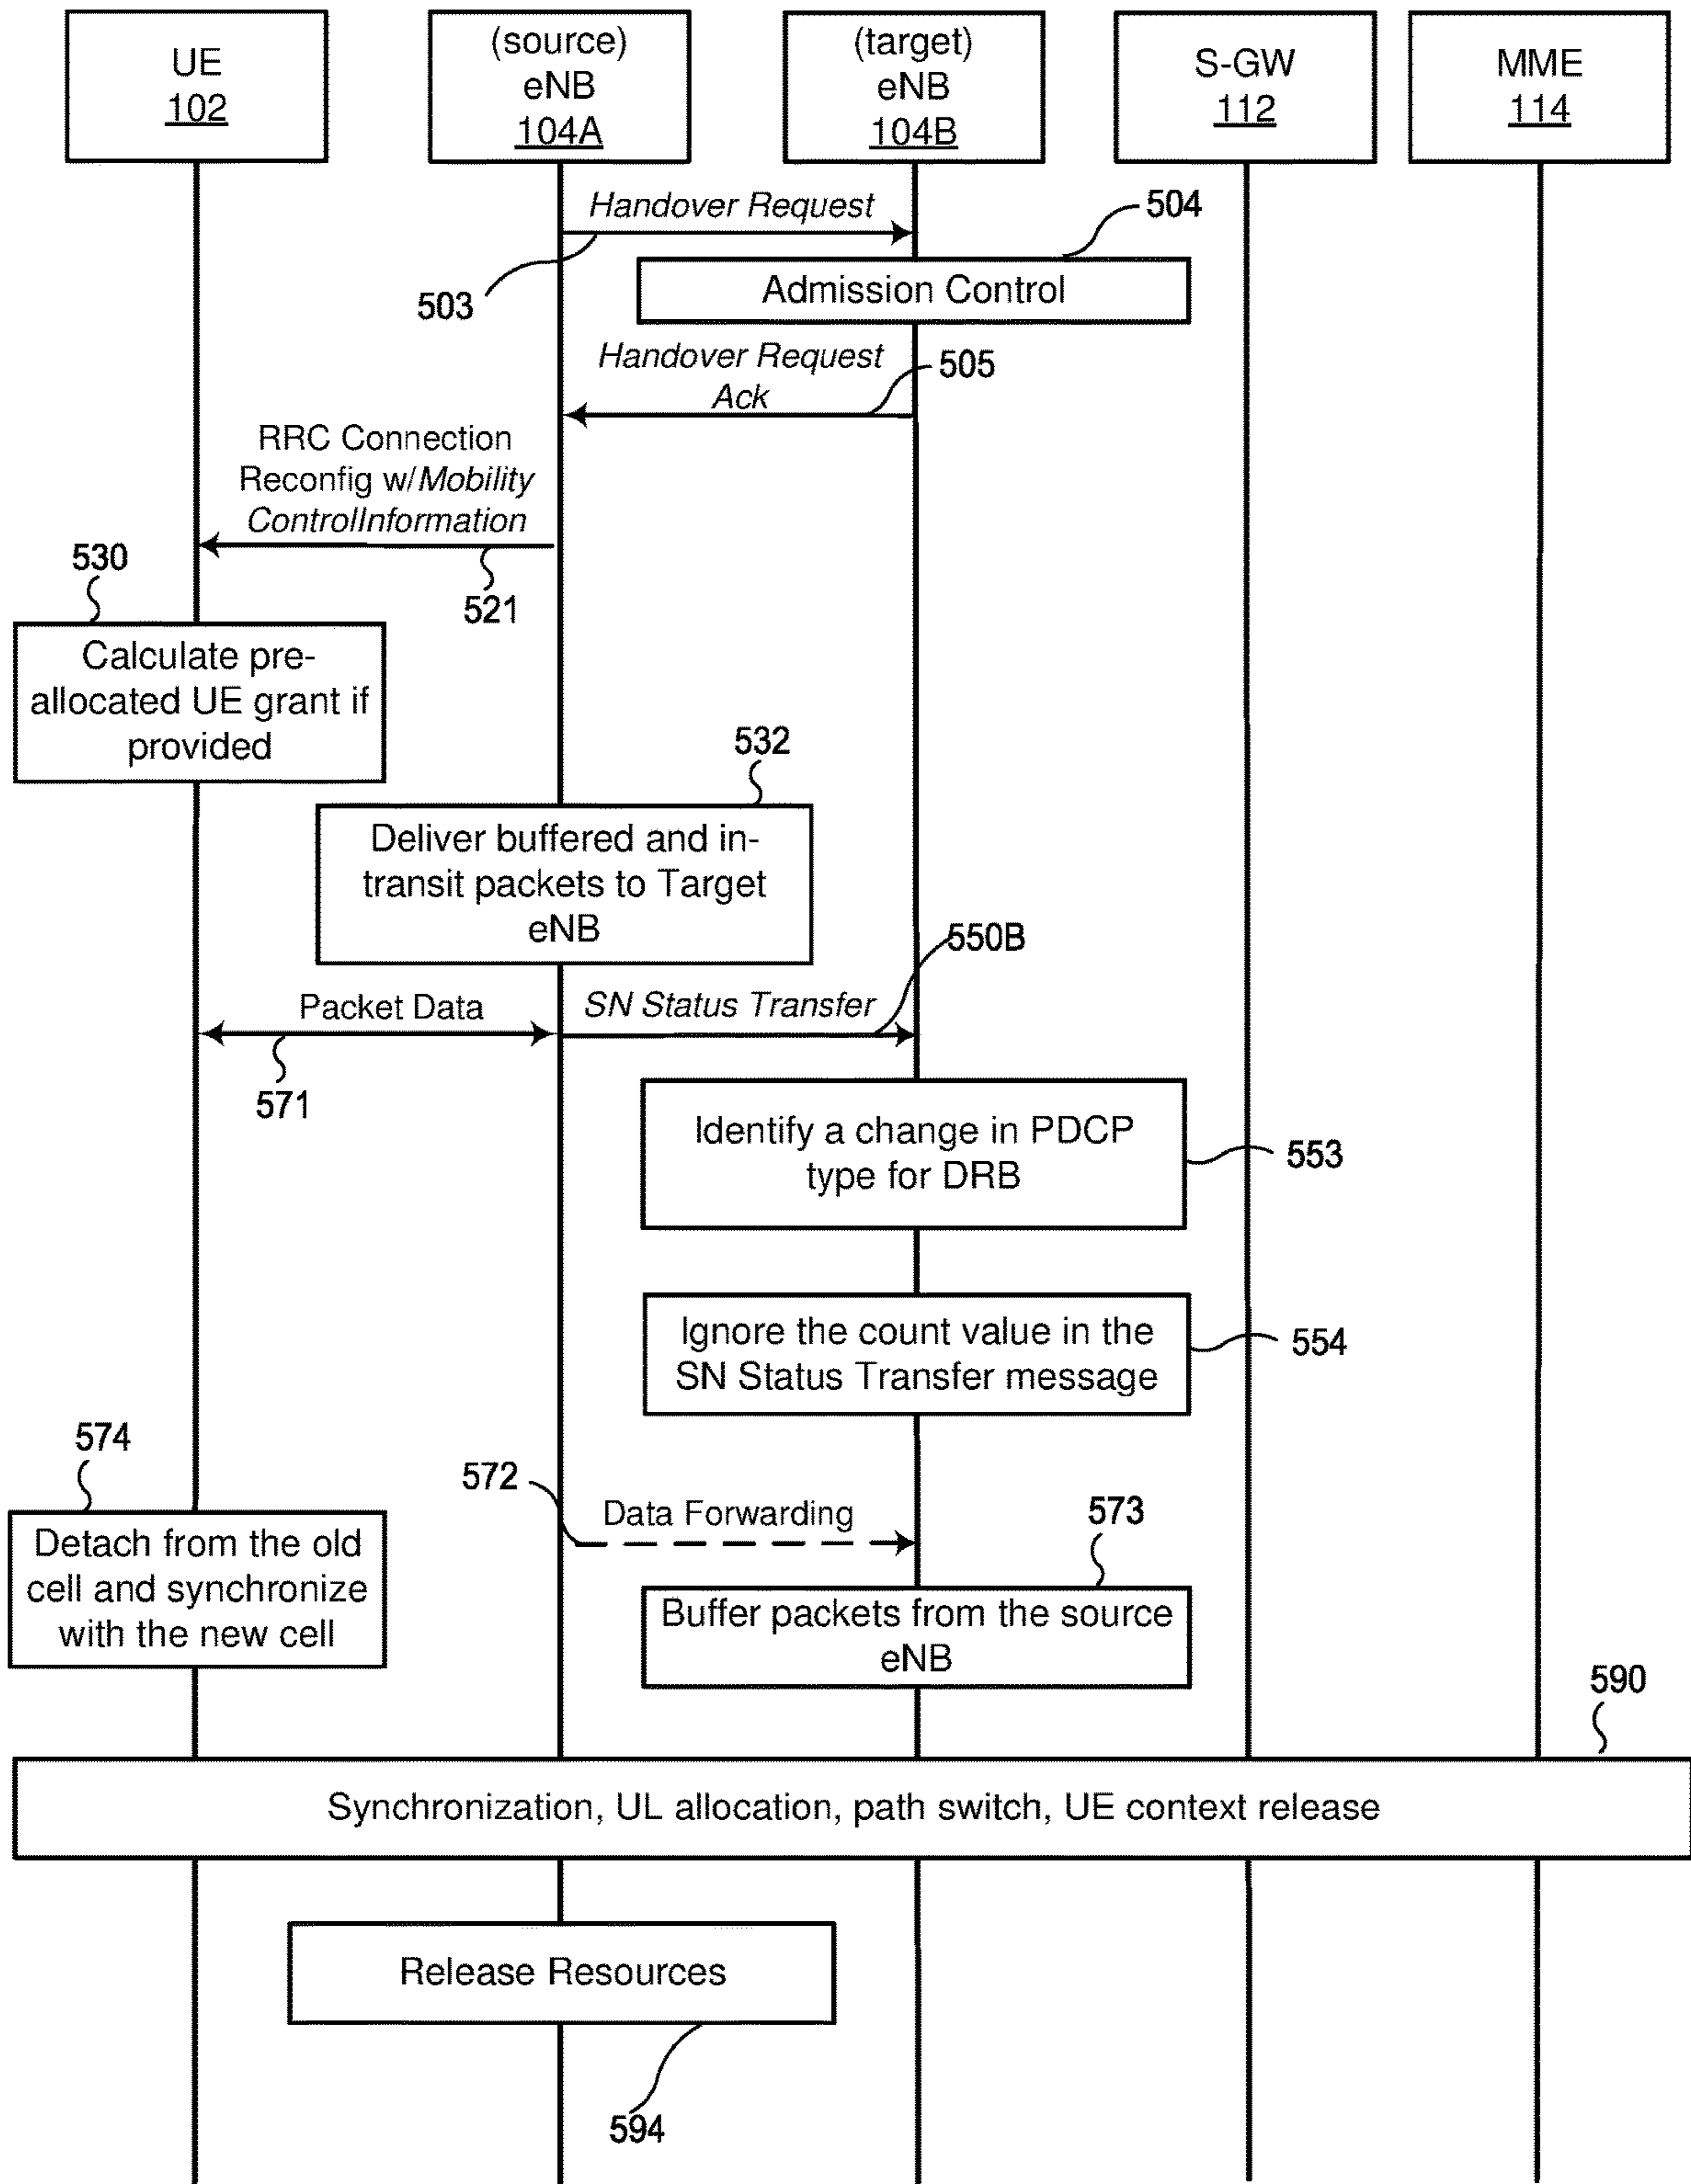 UE
102
(source)
eNB
104A
(target)
eNB
104B
S-GW
112
MME
114
Handover Request
504
503
Admission Control
Handover Request
Ack
505
RRC Connection
Reconfig w/Mobility
ControlInformation
521
530
Calculate pre-
allocated UE grant if
provided
532
Deliver buffered and in-
transit packets to Target
eNB
550B
Packet Data
SN Status Transfer
571
Identify a change in PDCP
type for DRB
553
Ignore the count value in the
SN Status Transfer message
554
574
572
Data Forwarding
573
Detach from the old
cell and synchronize
with the new cell
Buffer packets from the source
eNB
590
Synchronization, UL allocation, path switch, UE context release
Release Resources
594